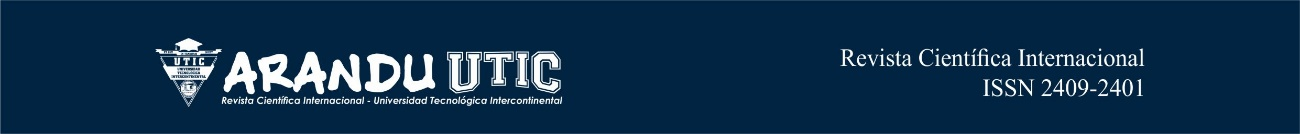 UTIC
UNIVERSIDAD
TECNOLÓGICA
INTERCONTINENTAL
ARANDU UTIC
Revista Científica Internacional - Universidad Tecnológica Intercontinental
Revista Científica Internacional
ISSN 2409-2401